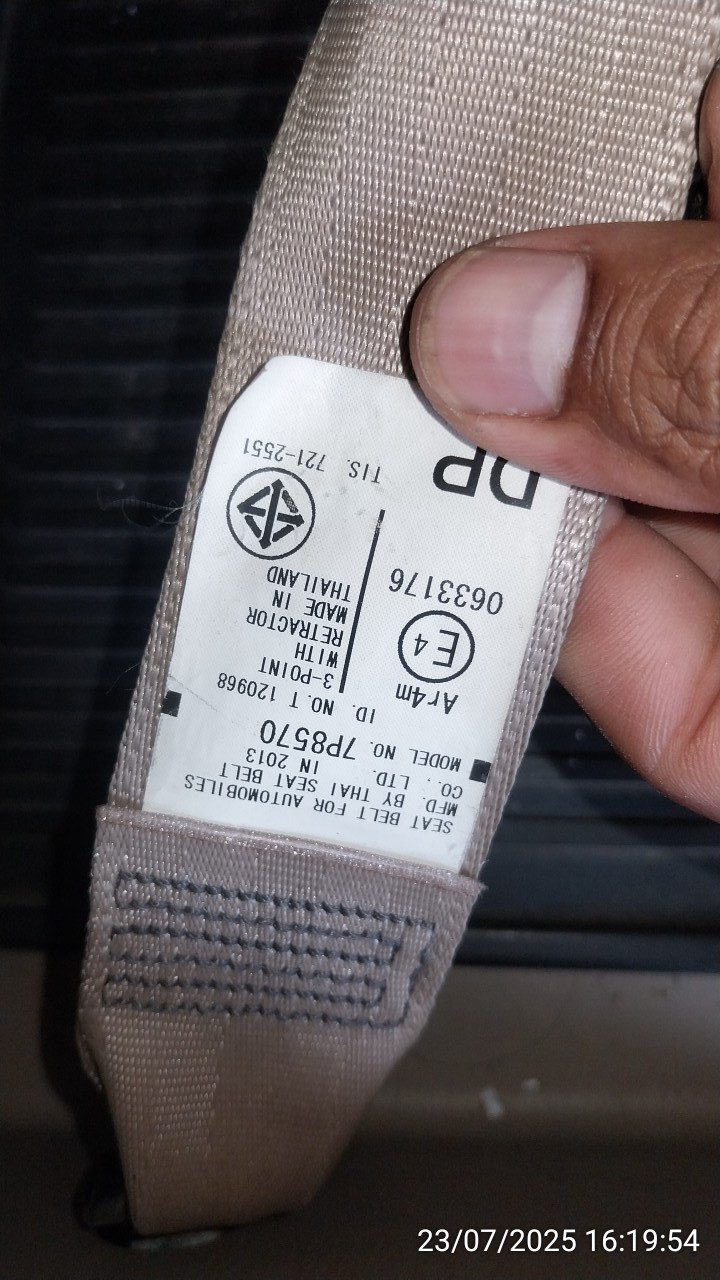 SEAT BELT FOR AUTOMOBILES
MFD. BY THAI SEAT BELT
CO., LTD. IN 2013
MODEL NO. 7P8570
ID. NO. T 120968
Ar4m
E4
0633176
3-POINT
WITH
RETRACTOR
MADE IN
THAILAND
TIS. 721-2551
DP
23/07/2025 16:19:54